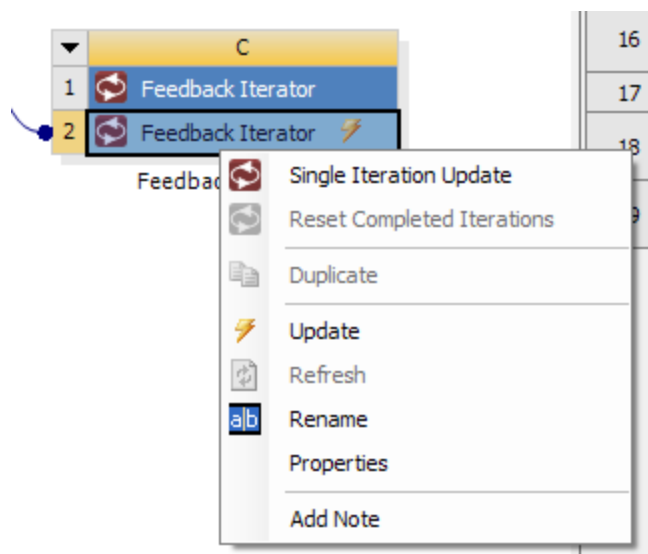 C
1 Feedback Iterator
2 Feedback Iterator
Feedbac
Single Iteration Update
Reset Completed Iterations
Duplicate
Update
Refresh
a|b Rename
Properties
Add Note
16
17
18
9